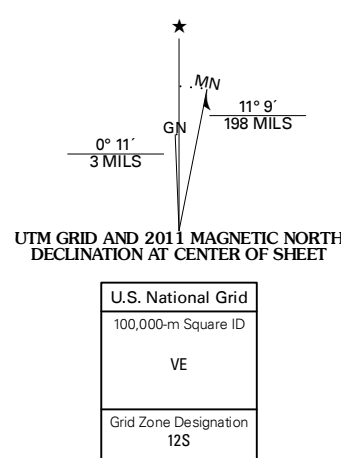 ★
MN
11° 9´
198 MILS
GN
0° 11´
3 MILS
UTM GRID AND 2011 MAGNETIC NORTH
DECLINATION AT CENTER OF SHEET
U.S. National Grid
100,000-m Square ID
VE
Grid Zone Designation
12S